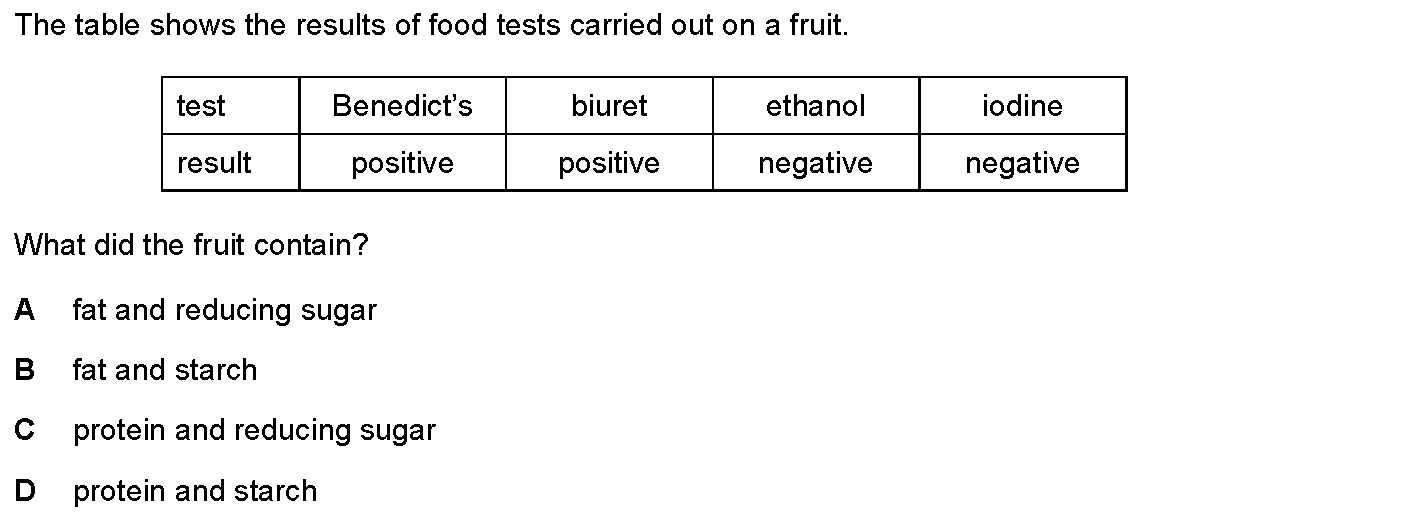 The table shows the results of food tests carried out on a fruit.
test Benedict’s biuret ethanol iodine
result positive positive negative negative
What did the fruit contain?
A fat and reducing sugar
B fat and starch
C protein and reducing sugar
D protein and starch